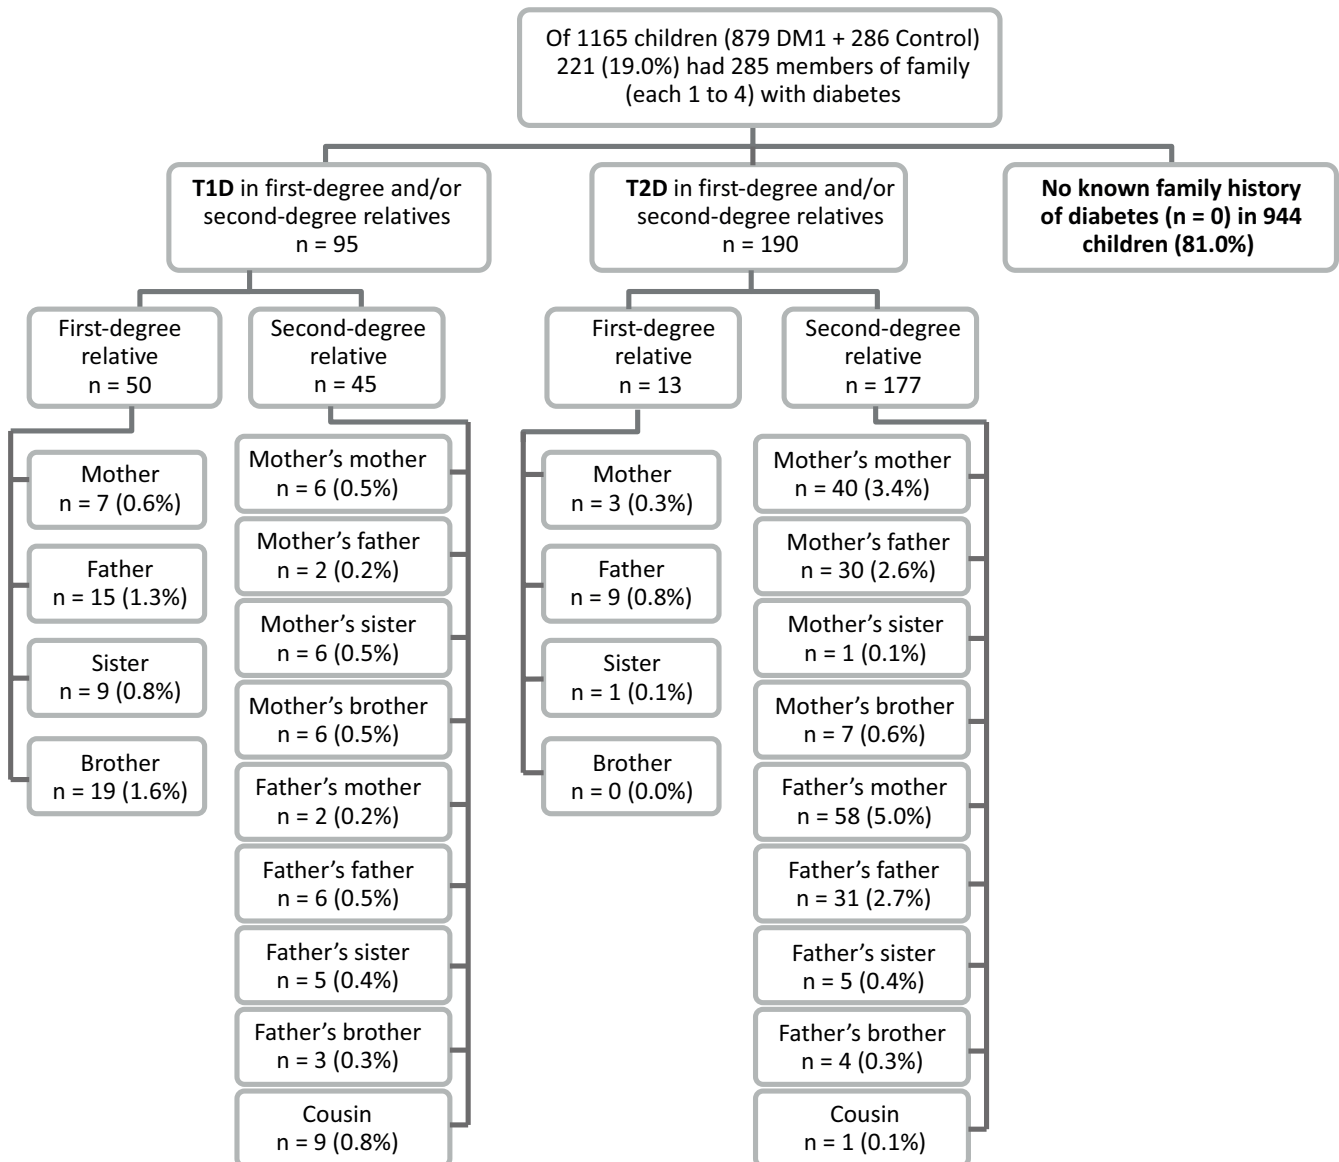 Of 1165 children (879 DM1 + 286 Control)
221 (19.0%) had 285 members of family
(each 1 to 4) with diabetes
T1D in first-degree and/or
second-degree relatives
n = 95
T2D in first-degree and/or
second-degree relatives
n = 190
No known family history
of diabetes (n = 0) in 944
children (81.0%)
First-degree
relative
n = 50
Second-degree
relative
n = 45
First-degree
relative
n = 13
Second-degree
relative
n = 177
Mother
n = 7 (0.6%)
Father
n = 15 (1.3%)
Sister
n = 9 (0.8%)
Brother
n = 19 (1.6%)
Mother’s mother
n = 6 (0.5%)
Mother’s father
n = 2 (0.2%)
Mother’s sister
n = 6 (0.5%)
Mother’s brother
n = 6 (0.5%)
Father’s mother
n = 2 (0.2%)
Father’s father
n = 6 (0.5%)
Father’s sister
n = 5 (0.4%)
Father’s brother
n = 3 (0.3%)
Cousin
n = 9 (0.8%)
Mother
n = 3 (0.3%)
Father
n = 9 (0.8%)
Sister
n = 1 (0.1%)
Brother
n = 0 (0.0%)
Mother’s mother
n = 40 (3.4%)
Mother’s father
n = 30 (2.6%)
Mother’s sister
n = 1 (0.1%)
Mother’s brother
n = 7 (0.6%)
Father’s mother
n = 58 (5.0%)
Father’s father
n = 31 (2.7%)
Father’s sister
n = 5 (0.4%)
Father’s brother
n = 4 (0.3%)
Cousin
n = 1 (0.1%)